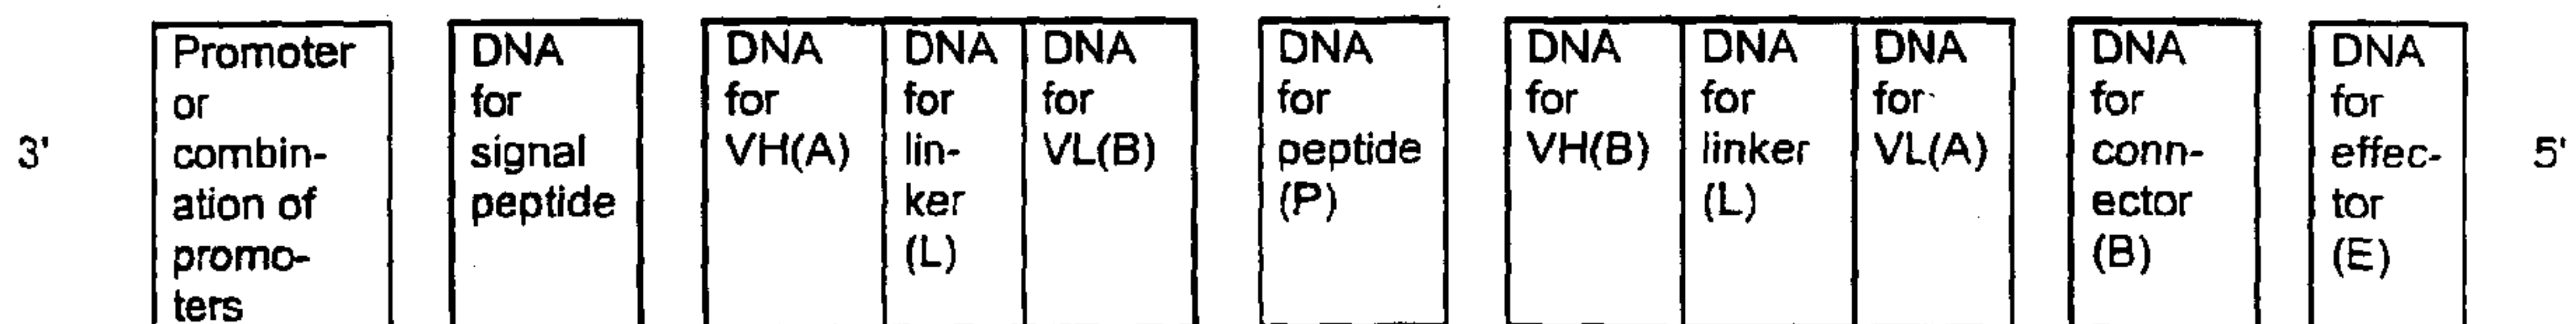 3'
Promoter
or
combin-
ation of
promo-
ters
DNA
for
signal
peptide
DNA
for
VH(A)
DNA
for
lin-
ker
(L)
DNA
for
VL(B)
DNA
for
peptide
(P)
DNA
for
VH(B)
DNA
for
linker
(L)
DNA
for
VL(A)
DNA
for
conn-
ector
(B)
DNA
for
effec-
tor
(E)
5'